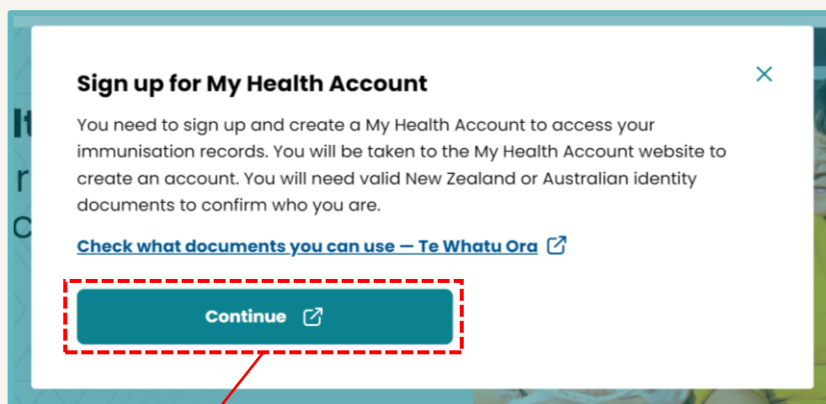 Sign up for My Health Account
You need to sign up and create a My Health Account to access your
immunisation records. You will be taken to the My Health Account website to
create an account. You will need valid New Zealand or Australian identity
documents to confirm who you are.
Check what documents you can use — Te Whatu Ora
Continue